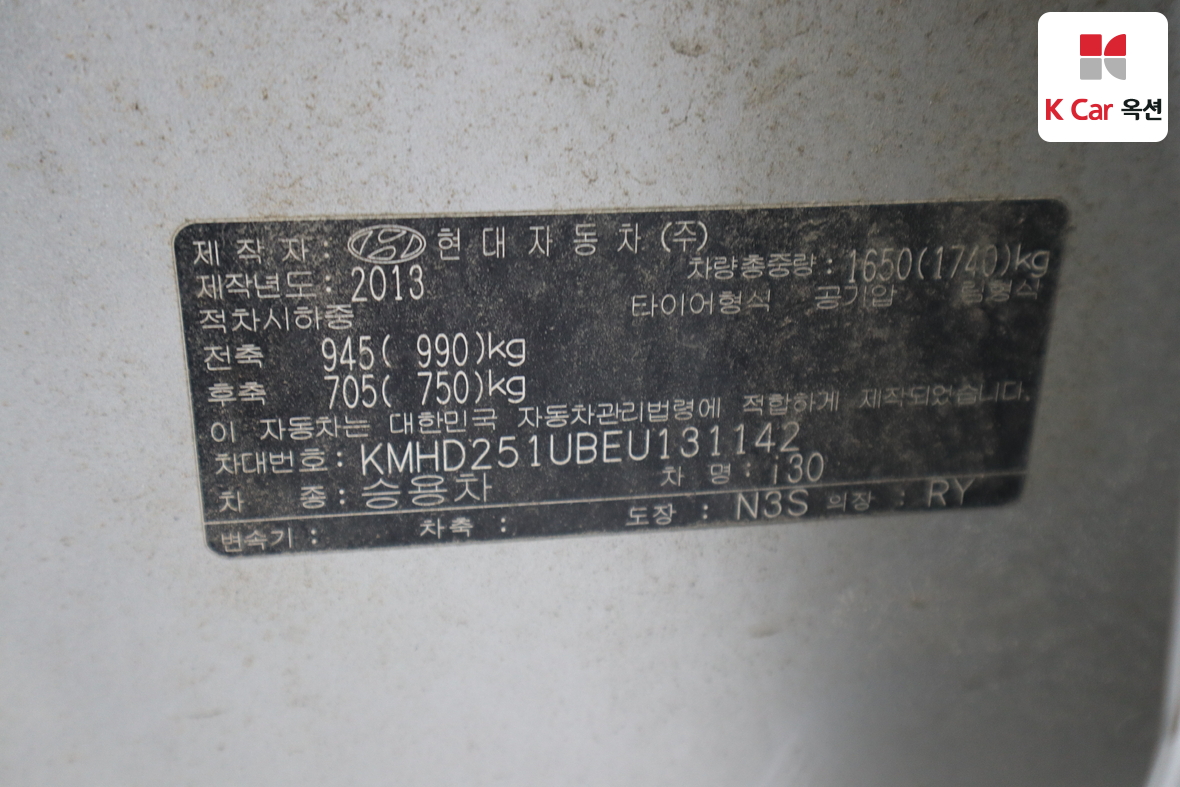 K Car 옥션
제 작 자 : 현 대 자 동 차 (주)
제작년도 : 2013 차량총중량 : 1650(1740)kg
적차시하중 타이어형식 공기압 림형식
전축 945( 990)kg
후축 705( 750)kg
이 자동차는 대한민국 자동차관리법령에 적합하게 제작되었습니다.
차대번호 : KMHD251UBEU131142
차 종 : 승용차 차 명 : i30
변속기 : 차축 : 도장 : N3S 의장 : RY